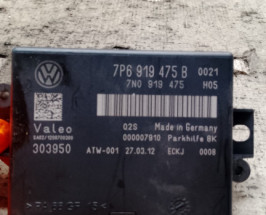 7P6 919 475 B 0021
7N0 919 475 H05
Valeo
02S Made in Germany
000007910 Parkhilfe 8K
303950 ATW-001 27.03.12 ECKJ 0008